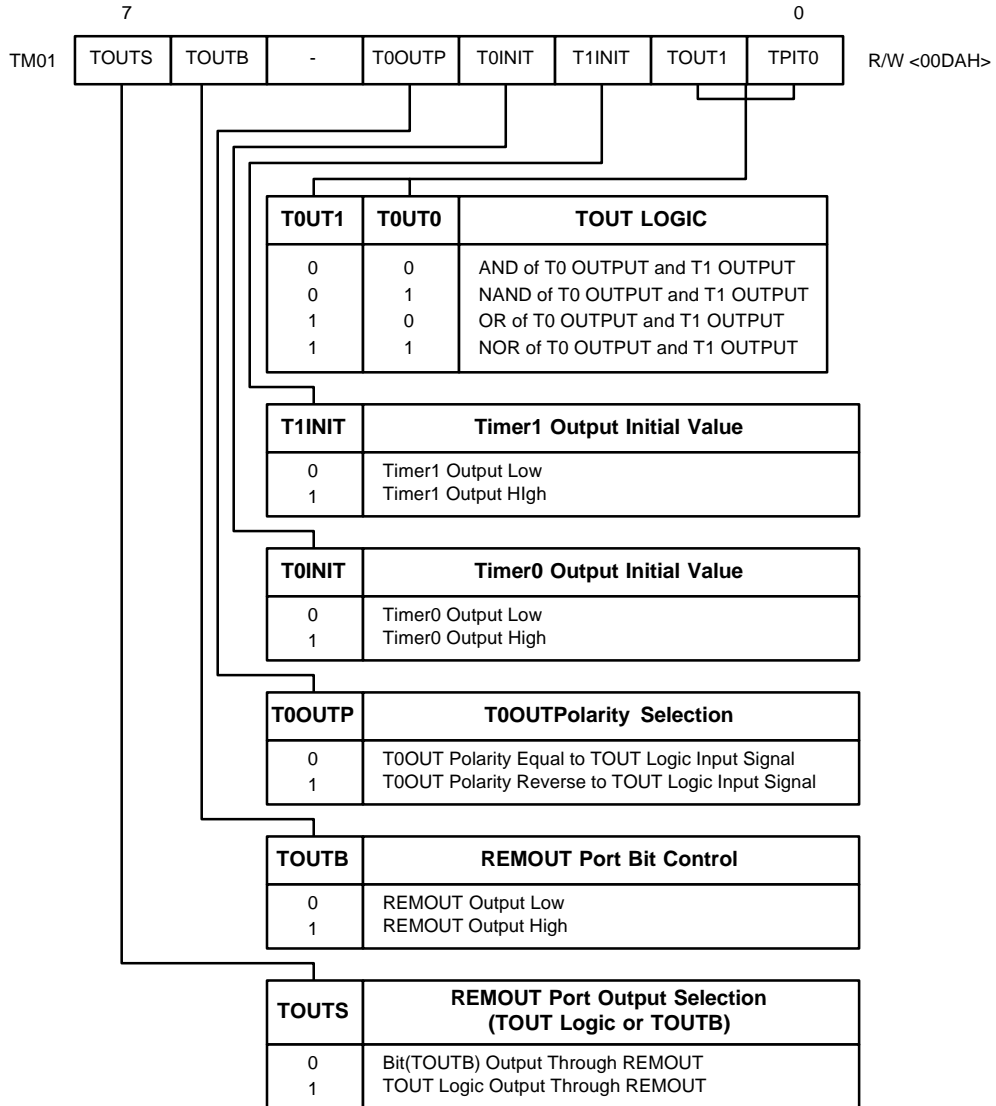 7 0
TM01 TOUTS TOUTB - T0OUTP T0INIT T1INIT TOUT1 TPIT0 R/W <00DAH>
T0UT1 T0UT0 TOUT LOGIC
0 0 AND of T0 OUTPUT and T1 OUTPUT
0 1 NAND of T0 OUTPUT and T1 OUTPUT
1 0 OR of T0 OUTPUT and T1 OUTPUT
1 1 NOR of T0 OUTPUT and T1 OUTPUT
T1INIT Timer1 Output Initial Value
0 Timer1 Output Low
1 Timer1 Output HIgh
T0INIT Timer0 Output Initial Value
0 Timer0 Output Low
1 Timer0 Output High
T0OUTP T0OUTPolarity Selection
0 T0OUT Polarity Equal to TOUT Logic Input Signal
1 T0OUT Polarity Reverse to TOUT Logic Input Signal
TOUTB REMOUT Port Bit Control
0 REMOUT Output Low
1 REMOUT Output High
TOUTS REMOUT Port Output Selection
(TOUT Logic or TOUTB)
0 Bit(TOUTB) Output Through REMOUT
1 TOUT Logic Output Through REMOUT